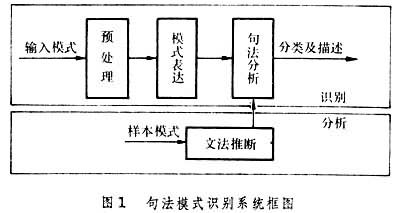 输入模式
预处理
模式表达
句法分析
分类及描述
识别
分析
样本模式
文法推断
图1 句法模式识别系统框图